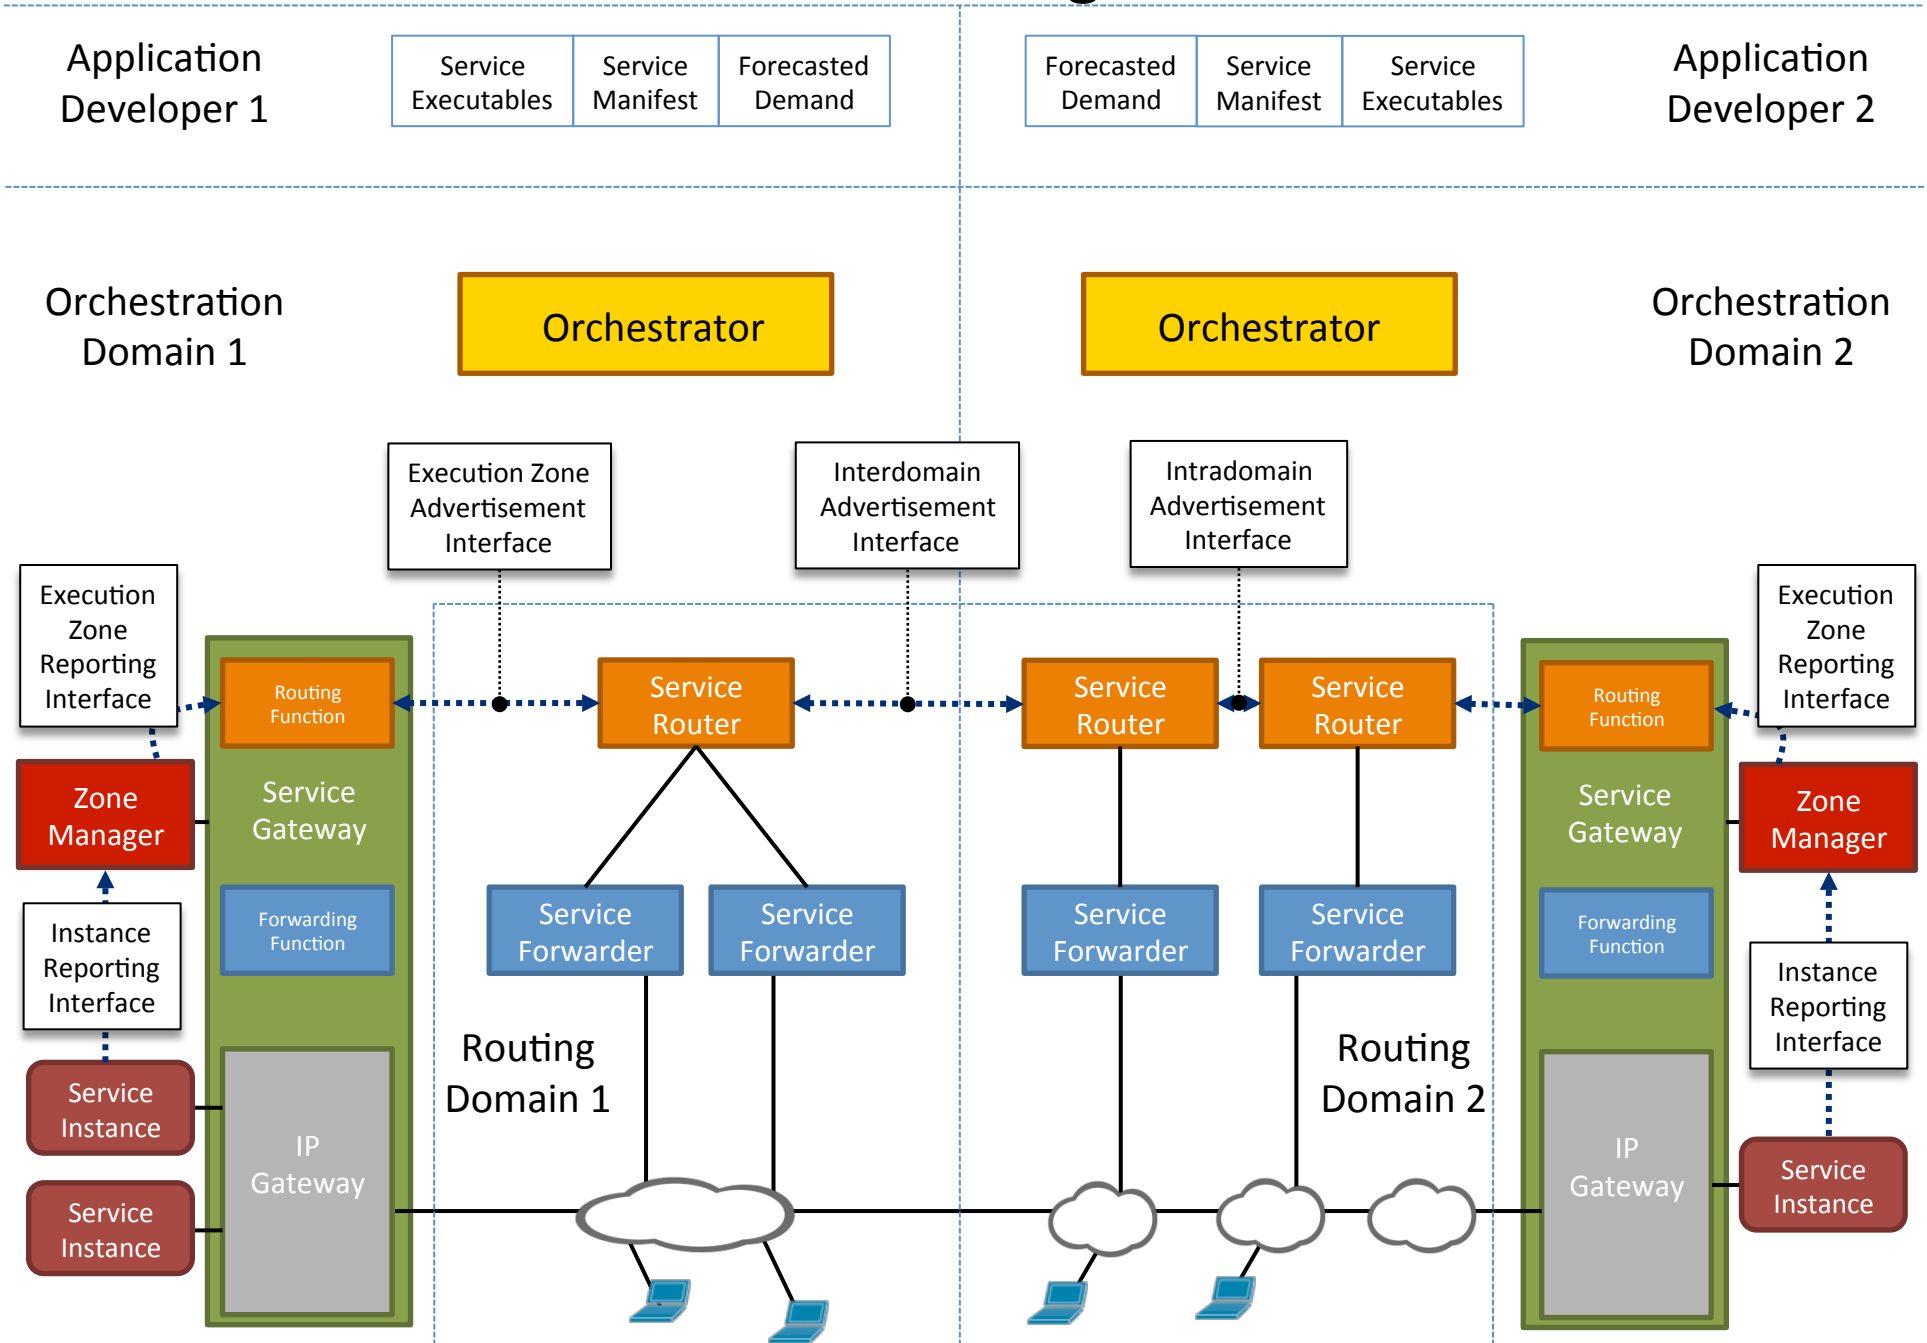 Application
Developer 1
Service
Executables
Service
Manifest
Forecasted
Demand
Forecasted
Demand
Service
Manifest
Service
Executables
Application
Developer 2
Orchestration
Domain 1
Orchestrator
Orchestrator
Orchestration
Domain 2
Execution Zone
Advertisement
Interface
Interdomain
Advertisement
Interface
Intradomain
Advertisement
Interface
Execution
Zone
Reporting
Interface
Execution
Zone
Reporting
Interface
Routing
Function
Service
Router
Service
Router
Service
Router
Routing
Function
Zone
Manager
Service
Gateway
Service
Gateway
Zone
Manager
Instance
Reporting
Interface
Forwarding
Function
Service
Forwarder
Service
Forwarder
Service
Forwarder
Service
Forwarder
Forwarding
Function
Instance
Reporting
Interface
Routing
Domain 1
Routing
Domain 2
Service
Instance
IP
Gateway
IP
Gateway
Service
Instance
Service
Instance